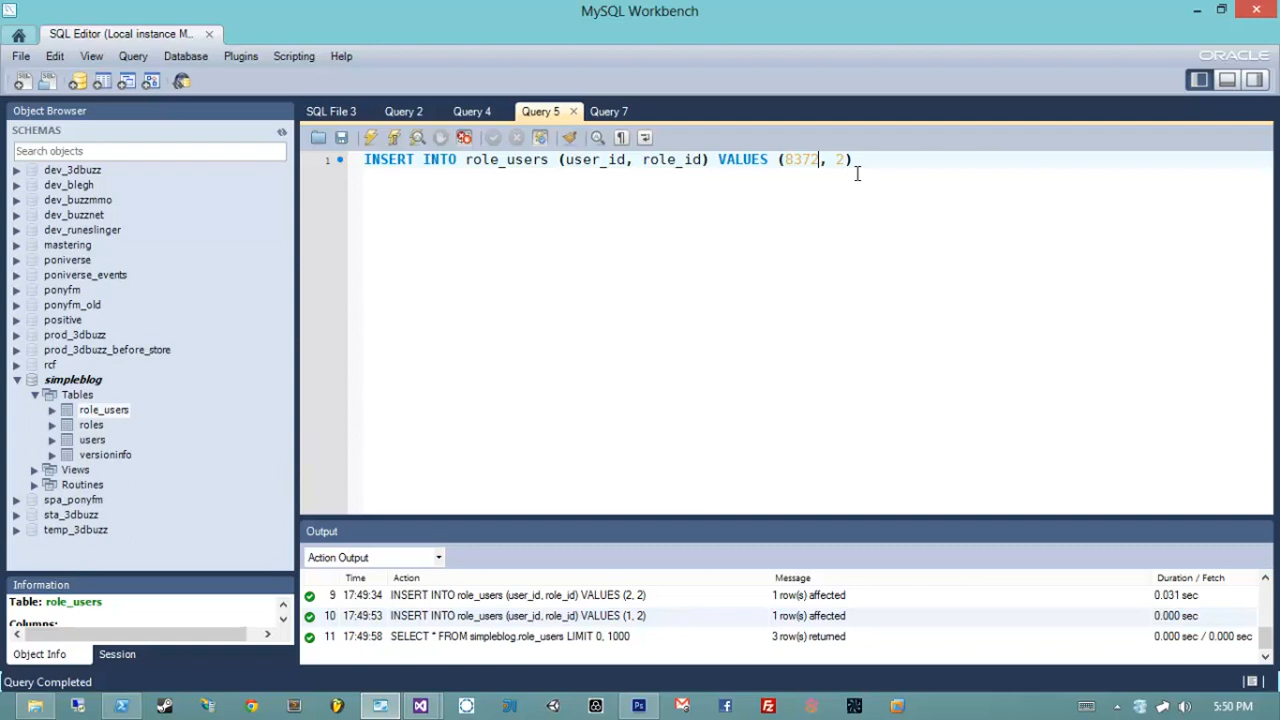 MySQL Workbench
SQL Editor (Local instance M...
File Edit View Query Database Plugins Scripting Help
ORACLE
Object Browser
SQL File 3 Query 2 Query 4 Query 5 Query 7
SCHEMAS
Search objects
1 INSERT INTO role_users (user_id, role_id) VALUES (8372, 2)
dev_3dbuzz
dev_blegh
dev_buzzmmo
dev_buzznet
dev_runeslinger
mastering
poniverse
poniverse_events
ponyfm
ponyfm_old
positive
prod_3dbuzz
prod_3dbuzz_before_store
rcf
simpleblog
Tables
role_users
roles
users
versioninfo
Views
Routines
spa_ponyfm
sta_3dbuzz
temp_3dbuzz
Information
Table: role_users
Columns:
Object Info Session
Output
Action Output
Time Action Message Duration / Fetch
9 17:49:34 INSERT INTO role_users (user_id, role_id) VALUES (2, 2) 1 row(s) affected 0.031 sec
10 17:49:53 INSERT INTO role_users (user_id, role_id) VALUES (1, 2) 1 row(s) affected 0.000 sec
11 17:49:58 SELECT * FROM simpleblog.role_users LIMIT 0, 1000 3 row(s) returned 0.000 sec / 0.000 sec
Query Completed
5:50 PM